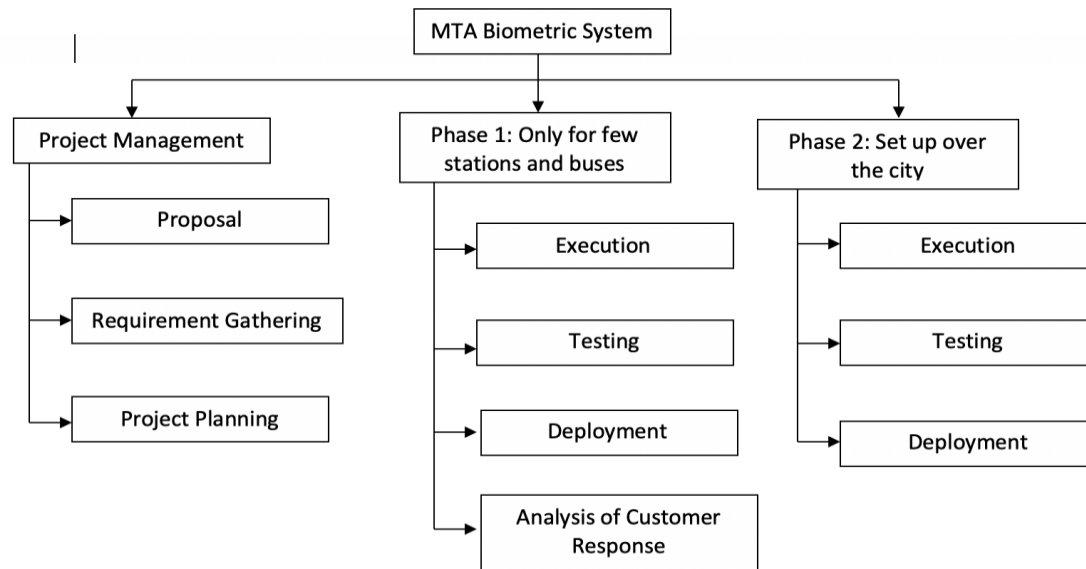 MTA Biometric System
Project Management
Proposal
Requirement Gathering
Project Planning
Phase 1: Only for few
stations and buses
Execution
Testing
Deployment
Analysis of Customer
Response
Phase 2: Set up over
the city
Execution
Testing
Deployment